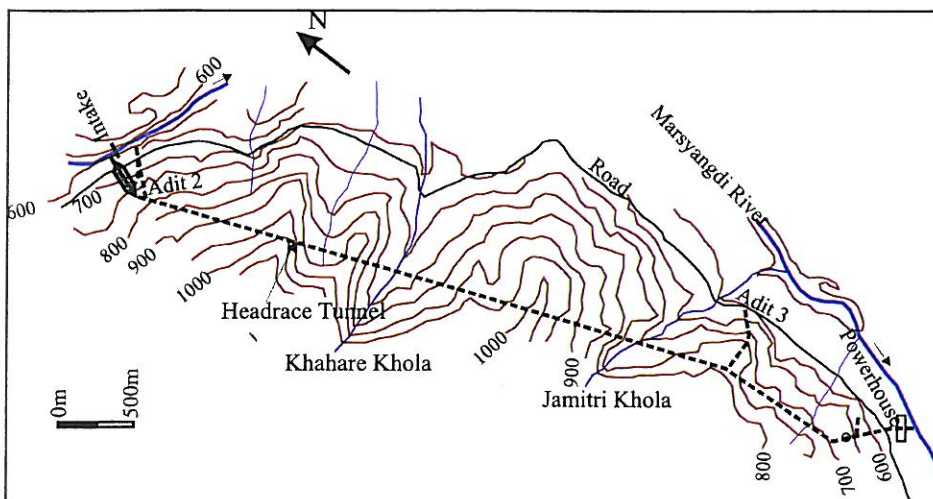 N
600
Intake
Marsyangdi River
Road
Adit 2
700
600
800
900
1000
Headrace Tunnel
Khahare Khola
1000
900
Jamitri Khola
Adit 3
Powerhouse
0m
500m
800
700
600